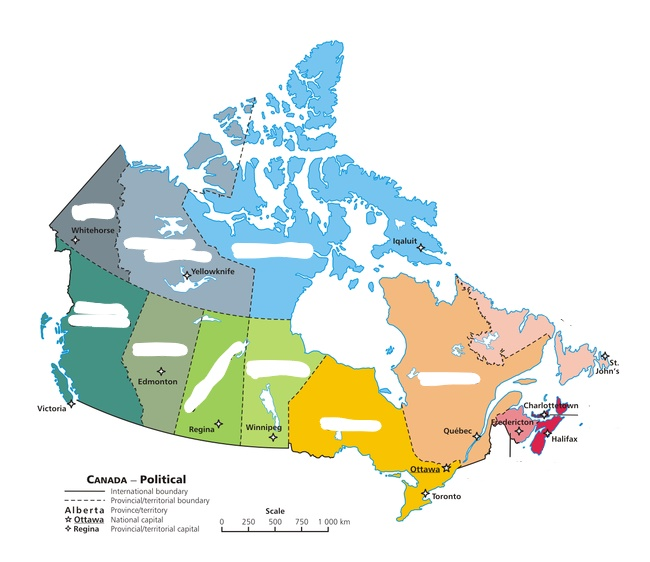 Whitehorse
Iqaluit
Yellowknife
St.
John's
Edmonton
Charlottetown
Victoria
Regina
Winnipeg
Québec
Fredericton
Halifax
Ottawa
Toronto
CANADA – Political
International boundary
Provincial/territorial boundary
Alberta Province/territory
Ottawa National capital
Regina Provincial/territorial capital
Scale
0 250 500 750 1 000 km